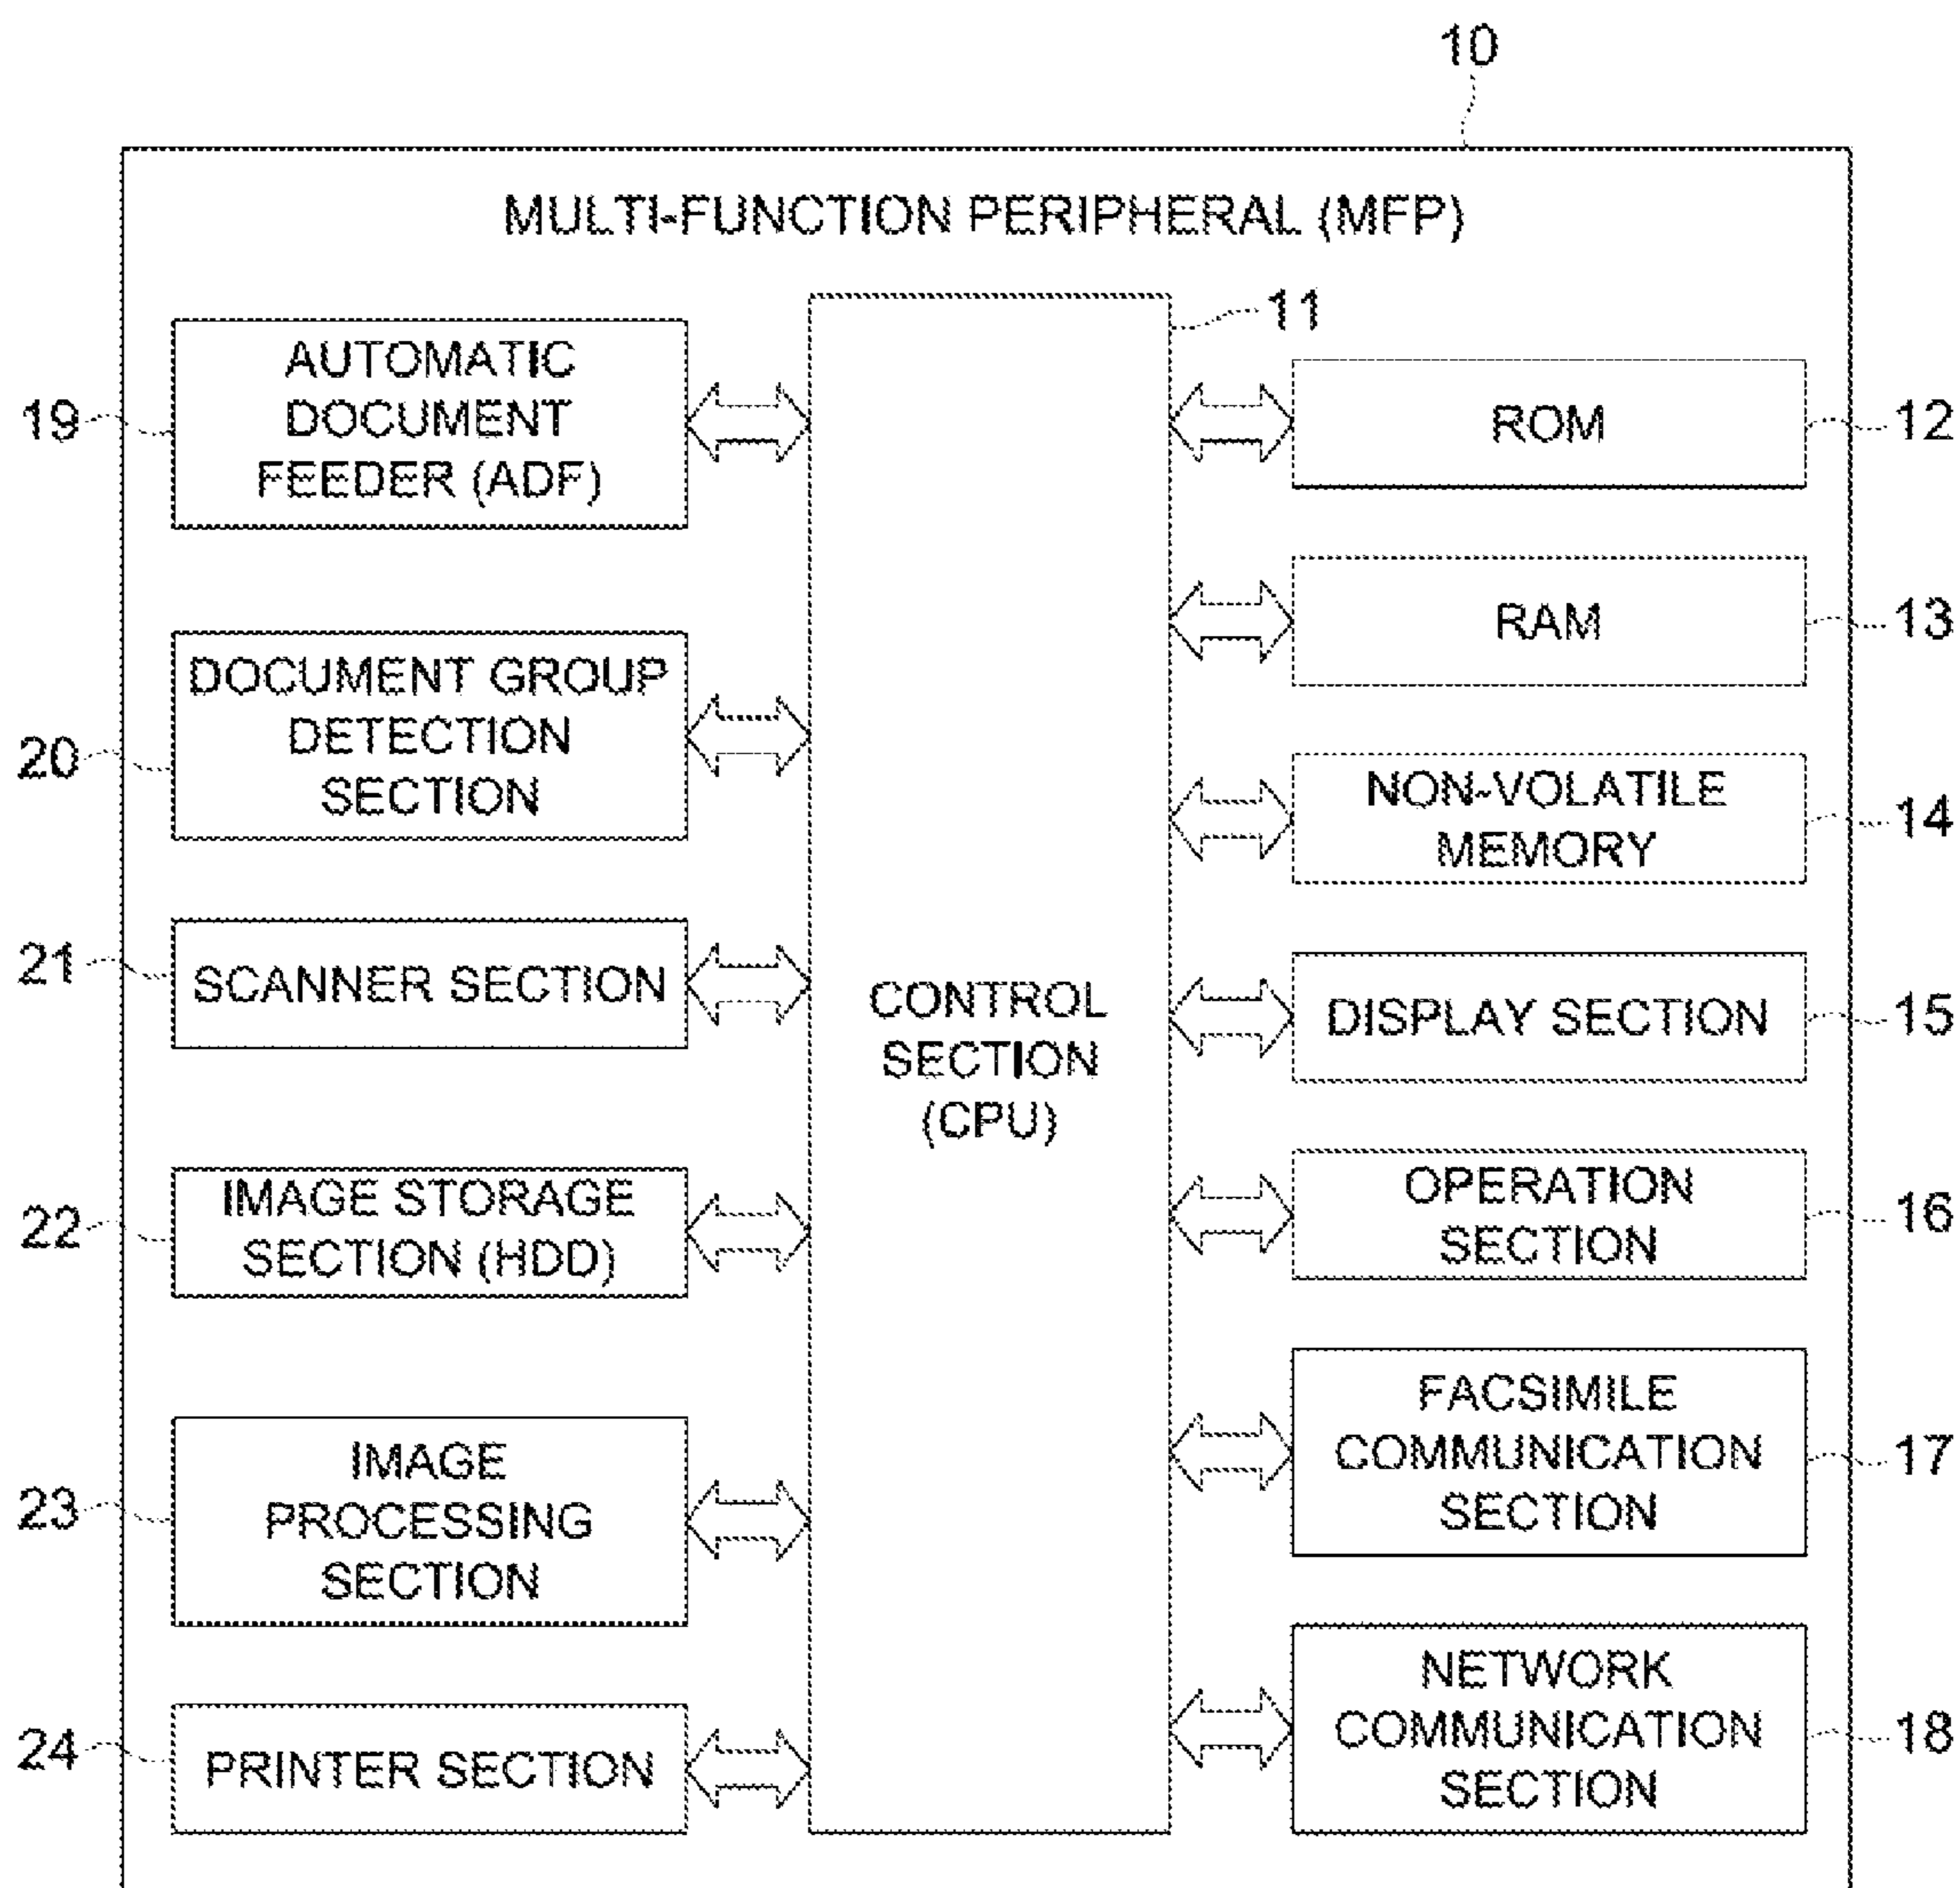 10
MULTI-FUNCTION PERIPHERAL (MFP)
11
19
AUTOMATIC
DOCUMENT
FEEDER (ADF)
20
DOCUMENT GROUP
DETECTION
SECTION
21
SCANNER SECTION
22
IMAGE STORAGE
SECTION (HDD)
23
IMAGE
PROCESSING
SECTION
24
PRINTER SECTION
CONTROL
SECTION
(CPU)
ROM
12
RAM
13
NON-VOLATILE
MEMORY
14
DISPLAY SECTION
15
OPERATION
SECTION
16
FACSIMILE
COMMUNICATION
SECTION
17
NETWORK
COMMUNICATION
SECTION
18